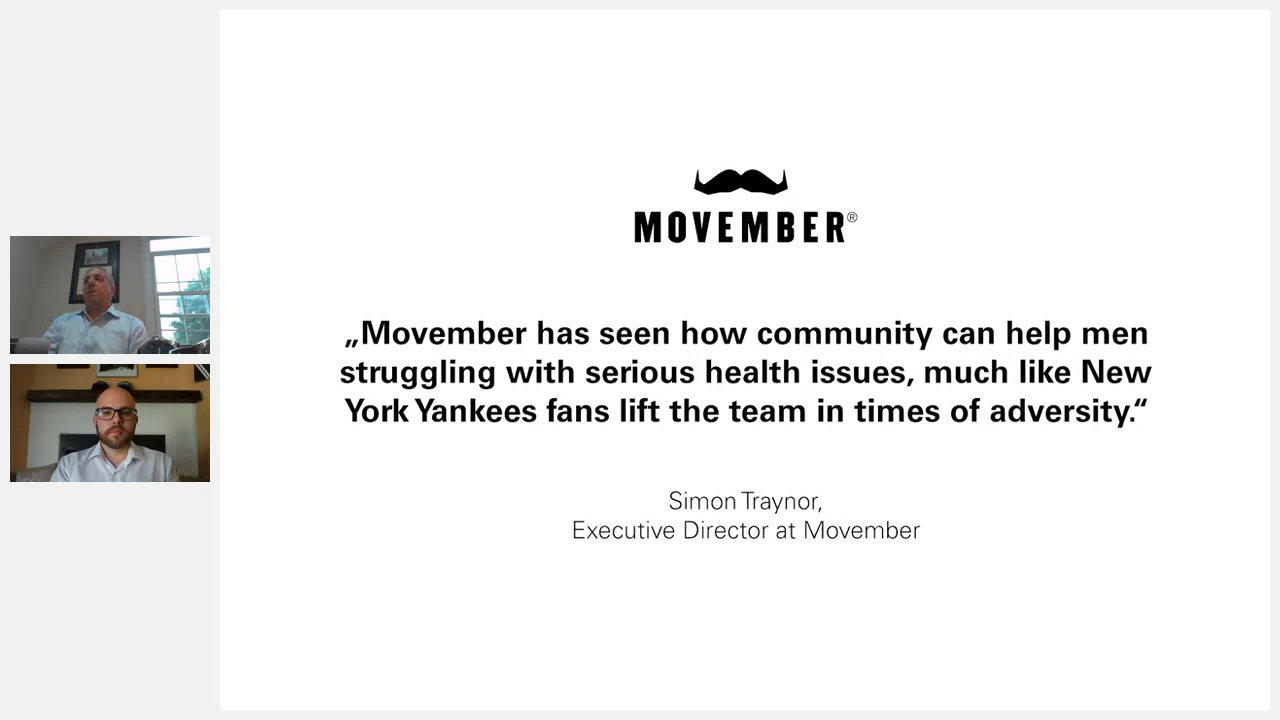 MOVEMBER®
„Movember has seen how community can help men
struggling with serious health issues, much like New
York Yankees fans lift the team in times of adversity.“
Simon Traynor,
Executive Director at Movember